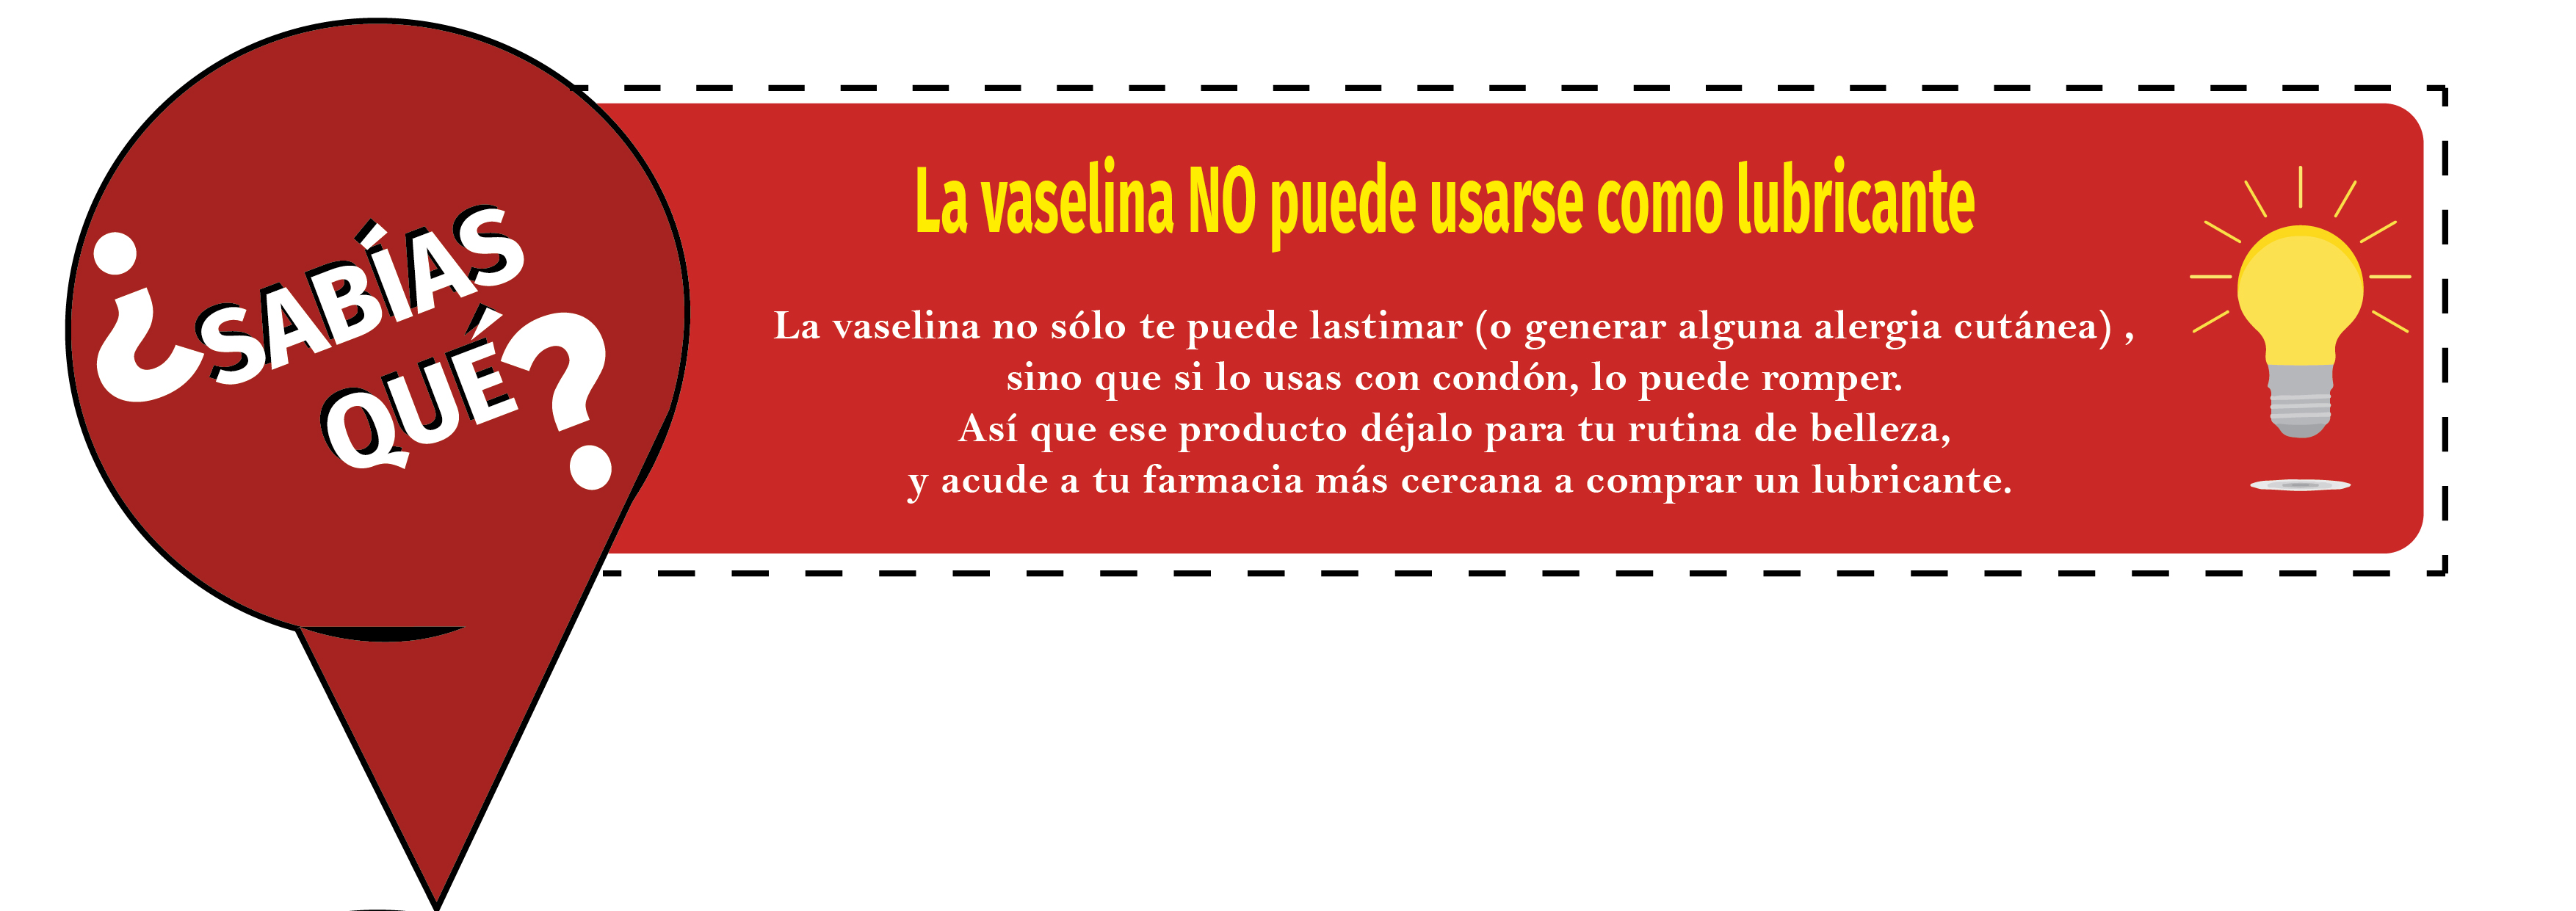 ¿SABÍAS
QUÉ?
La vaselina NO puede usarse como lubricante
La vaselina no sólo te puede lastimar (o generar alguna alergia cutánea) ,
sino que si lo usas con condón, lo puede romper.
Así que ese producto déjalo para tu rutina de belleza,
y acude a tu farmacia más cercana a comprar un lubricante.